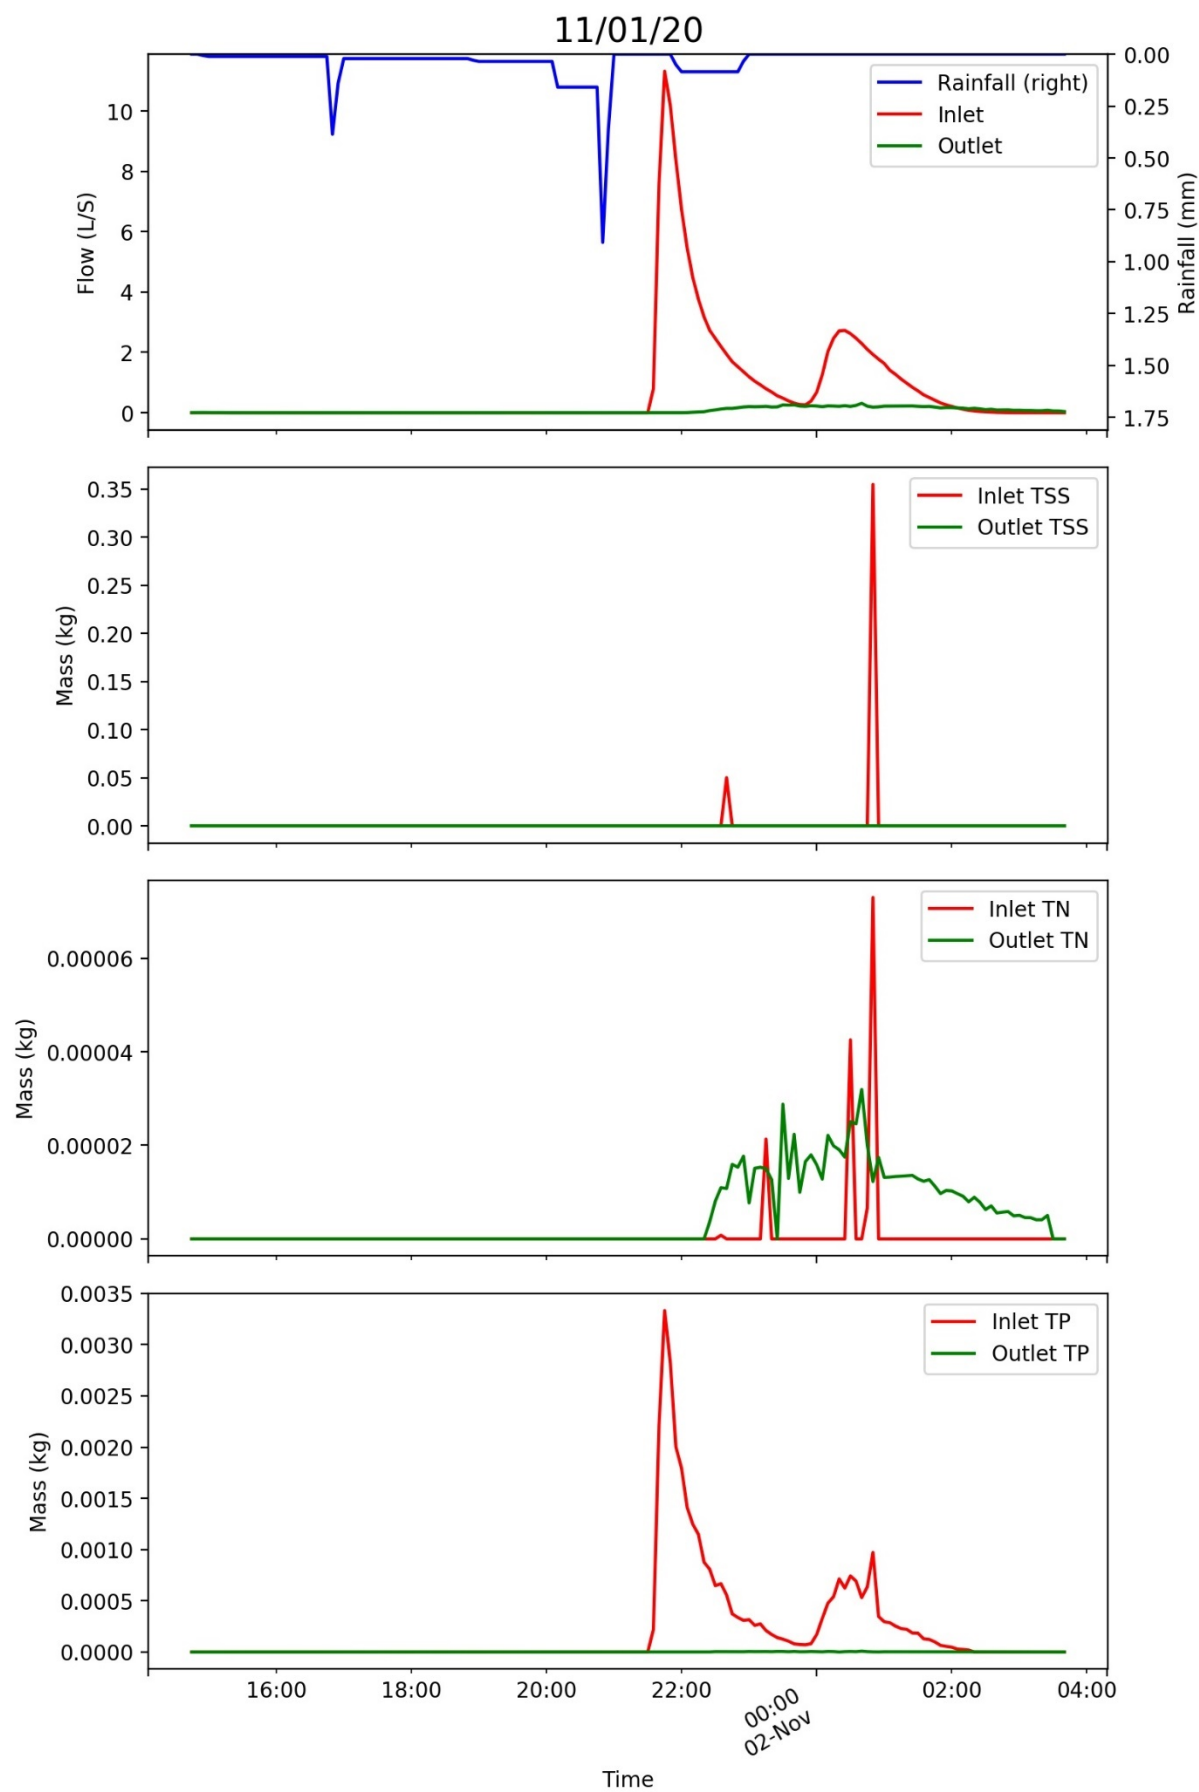 11/01/20
Flow (L/S)
10
8
6
4
2
0
Rainfall (right)
Inlet
Outlet
0.00
0.25
0.50
0.75
1.00
1.25
1.50
1.75
Rainfall (mm)
Mass (kg)
0.35
0.30
0.25
0.20
0.15
0.10
0.05
0.00
Inlet TSS
Outlet TSS
Mass (kg)
0.00006
0.00004
0.00002
0.00000
Inlet TN
Outlet TN
Mass (kg)
0.0035
0.0030
0.0025
0.0020
0.0015
0.0010
0.0005
0.0000
Inlet TP
Outlet TP
16:00
18:00
20:00
22:00
00:00
02-Nov
02:00
04:00
Time